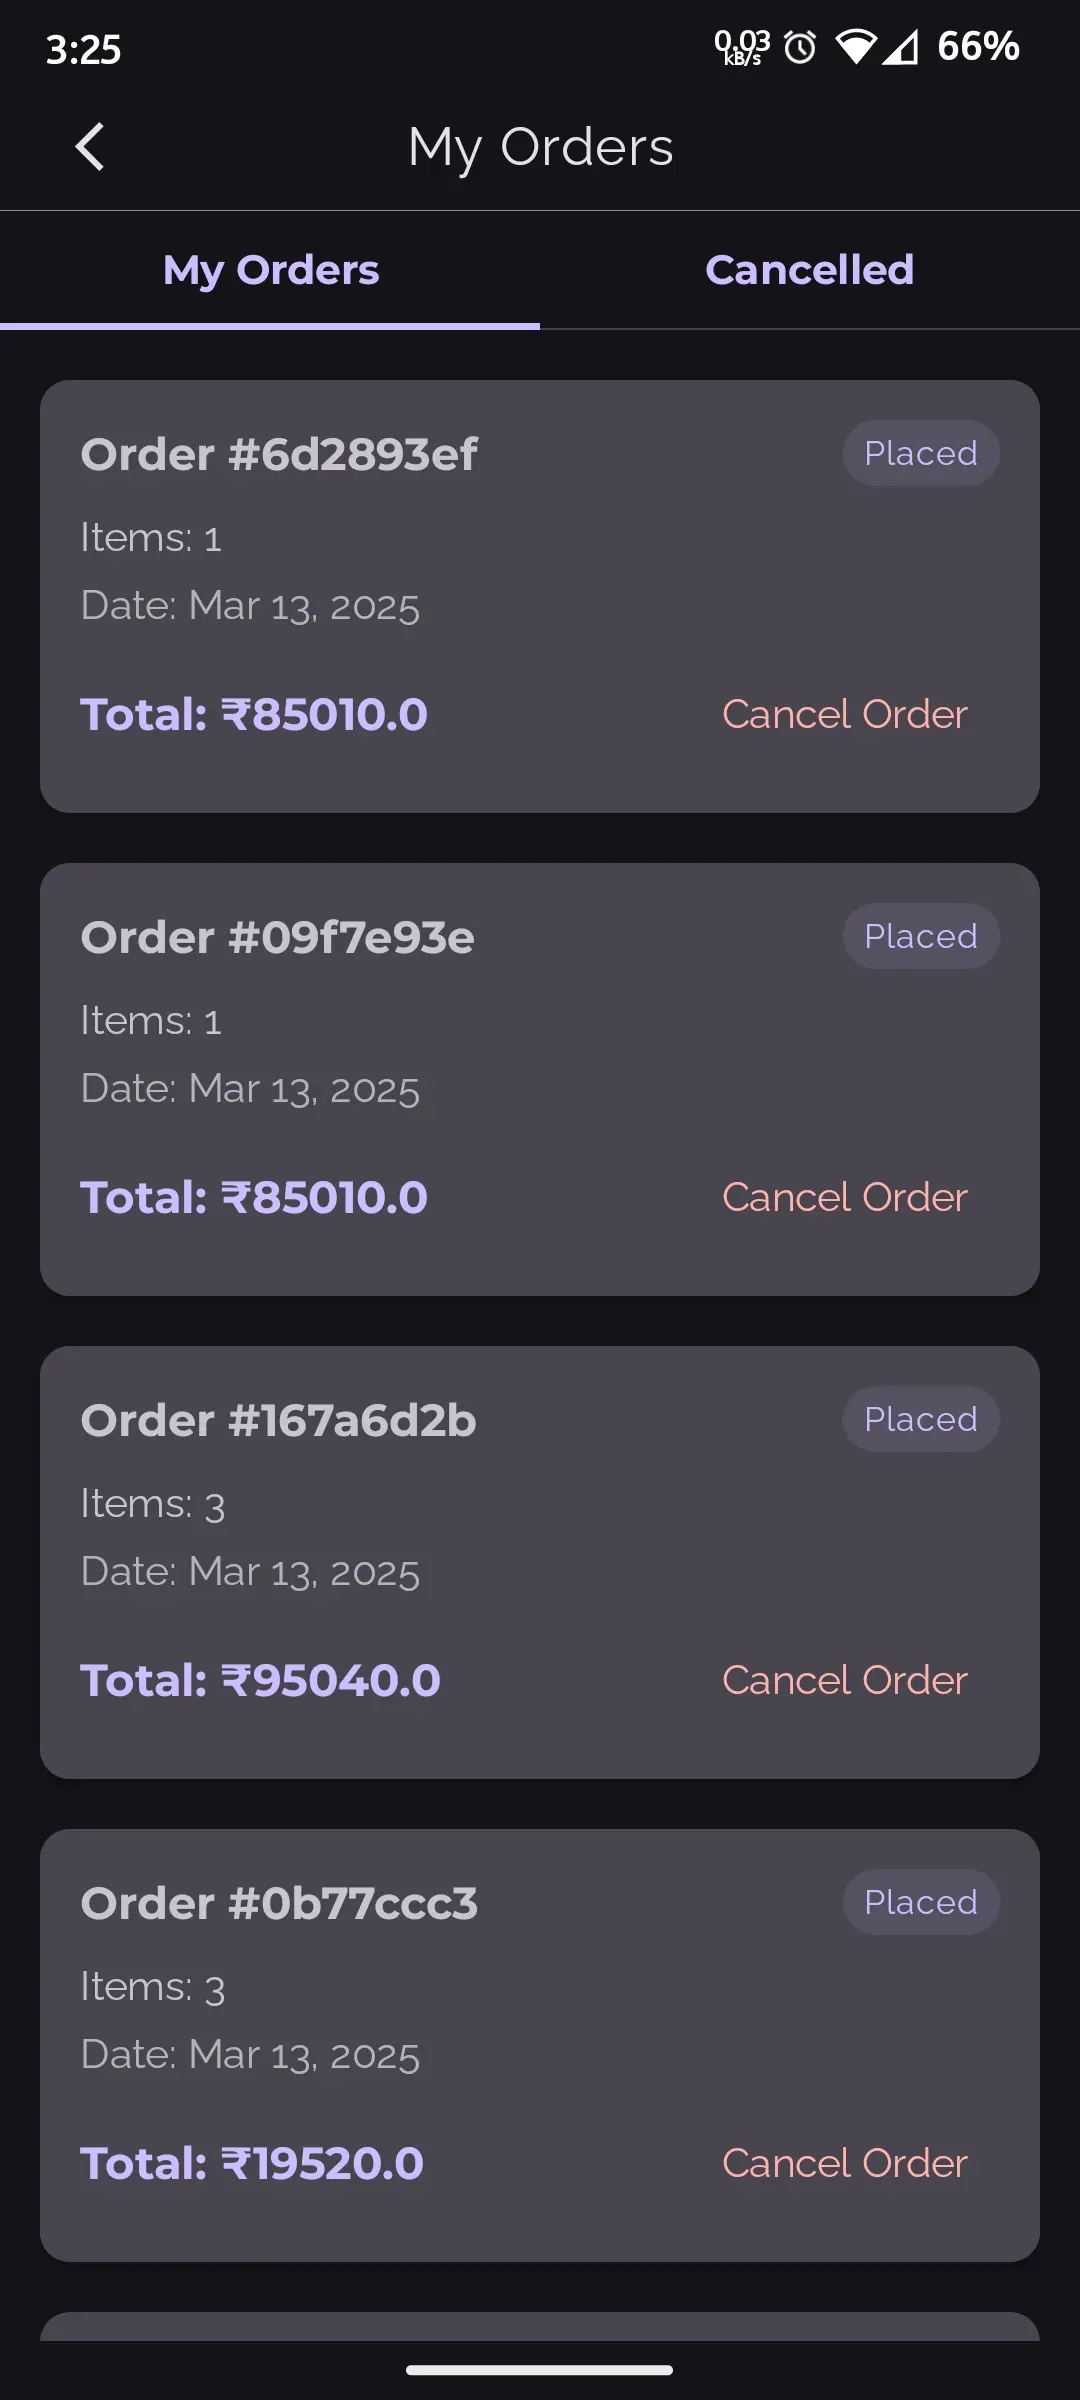 3:25
0.03
kB/s
66%
My Orders
My Orders
Cancelled
Order #6d2893ef
Placed
Items: 1
Date: Mar 13, 2025
Total: ₹85010.0
Cancel Order
Order #09f7e93e
Placed
Items: 1
Date: Mar 13, 2025
Total: ₹85010.0
Cancel Order
Order #167a6d2b
Placed
Items: 3
Date: Mar 13, 2025
Total: ₹95040.0
Cancel Order
Order #0b77ccc3
Placed
Items: 3
Date: Mar 13, 2025
Total: ₹19520.0
Cancel Order